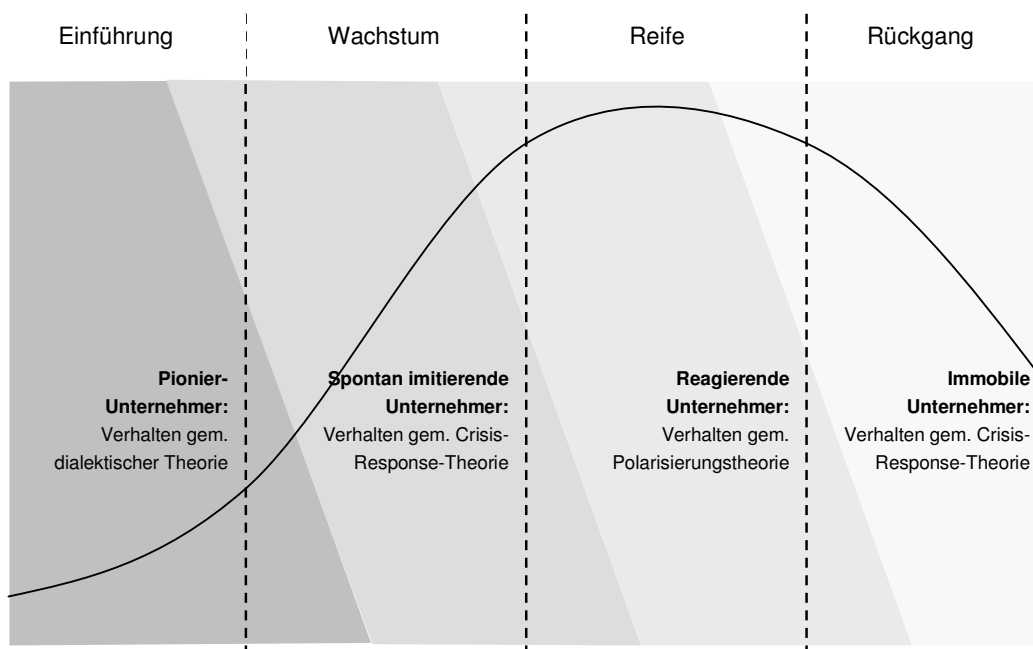 Einführung
Wachstum
Reife
Rückgang
Pionier-
Unternehmer:
Verhalten gem.
dialektischer Theorie
Spontan imitierende
Unternehmer:
Verhalten gem. Crisis-
Response-Theorie
Reagierende
Unternehmer:
Verhalten gem.
Polarisierungstheorie
Immobile
Unternehmer:
Verhalten gem. Crisis-
Response-Theorie